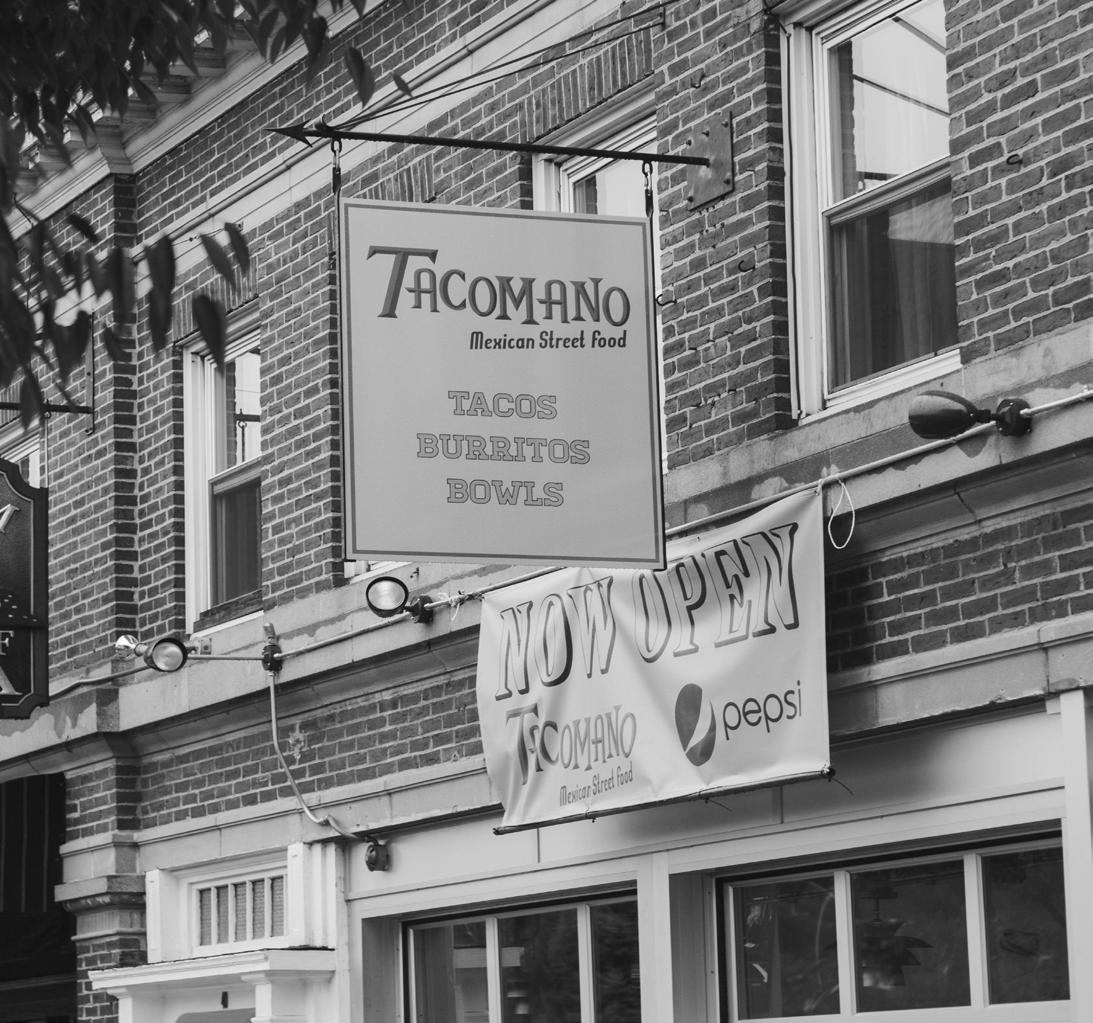 TACOMANO
Mexican Street Food
TACOS
BURRITOS
BOWLS
NOW OPEN
TACOMANO
Mexican Street Food
pepsi